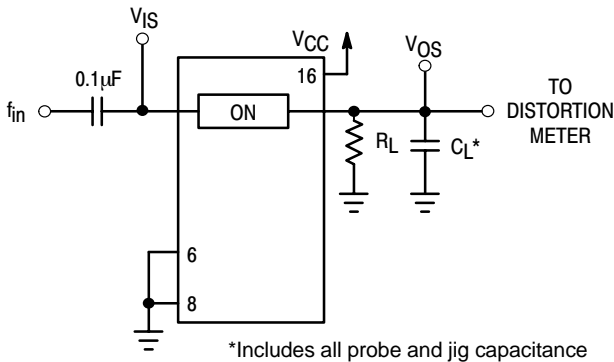 V_IS
V_CC
V_OS
16
0.1µF
f_in
ON
R_L
C_L*
TO
DISTORTION
METER
6
8
*Includes all probe and jig capacitance